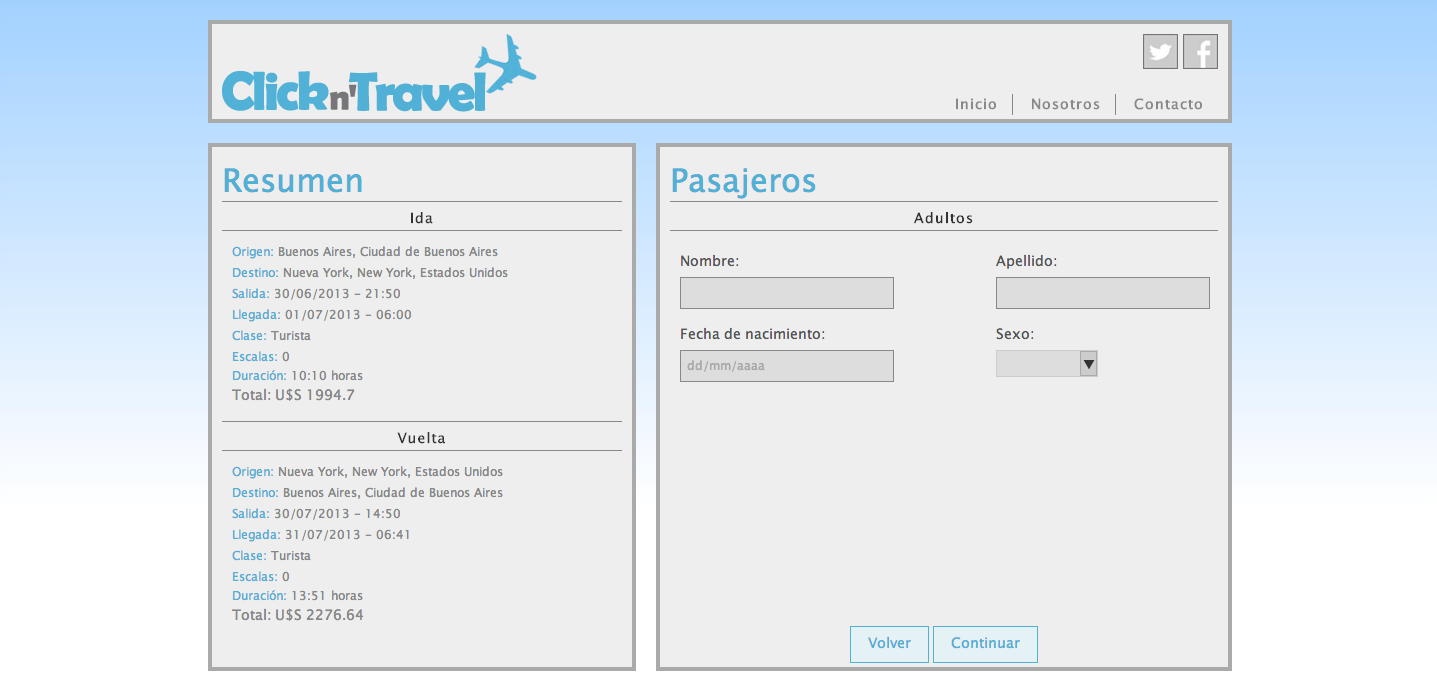 Click n' Travel
Inicio
Nosotros
Contacto
Resumen
Ida
Origen: Buenos Aires, Ciudad de Buenos Aires
Destino: Nueva York, New York, Estados Unidos
Salida: 30/06/2013 - 21:50
Llegada: 01/07/2013 - 06:00
Clase: Turista
Escalas: 0
Duración: 10:10 horas
Total: U$S 1994.7
Vuelta
Origen: Nueva York, New York, Estados Unidos
Destino: Buenos Aires, Ciudad de Buenos Aires
Salida: 30/07/2013 - 14:50
Llegada: 31/07/2013 - 06:41
Clase: Turista
Escalas: 0
Duración: 13:51 horas
Total: U$S 2276.64
Pasajeros
Adultos
Nombre:
Apellido:
Fecha de nacimiento:
Sexo:
dd/mm/aaaa
Volver
Continuar